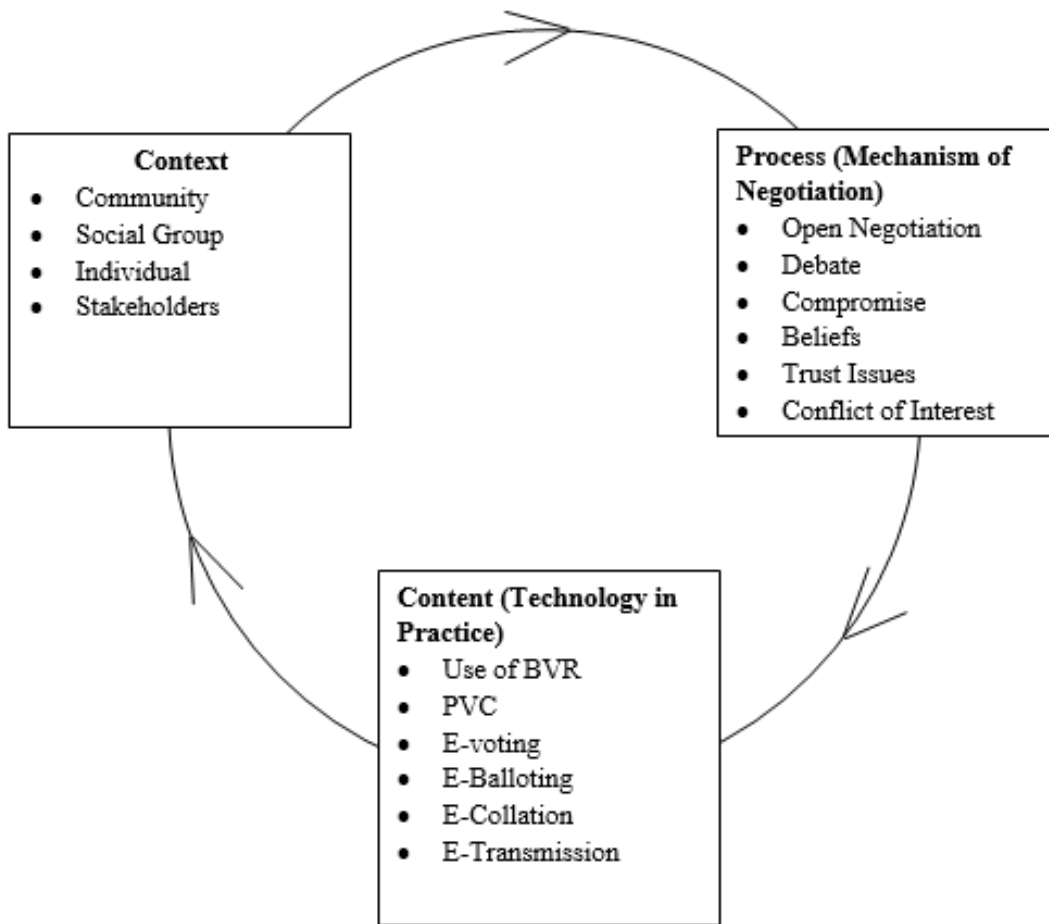 Context
● Community
● Social Group
● Individual
● Stakeholders
Process (Mechanism of
Negotiation)
● Open Negotiation
● Debate
● Compromise
● Beliefs
● Trust Issues
● Conflict of Interest
Content (Technology in
Practice)
● Use of BVR
● PVC
● E-voting
● E-Balloting
● E-Collation
● E-Transmission